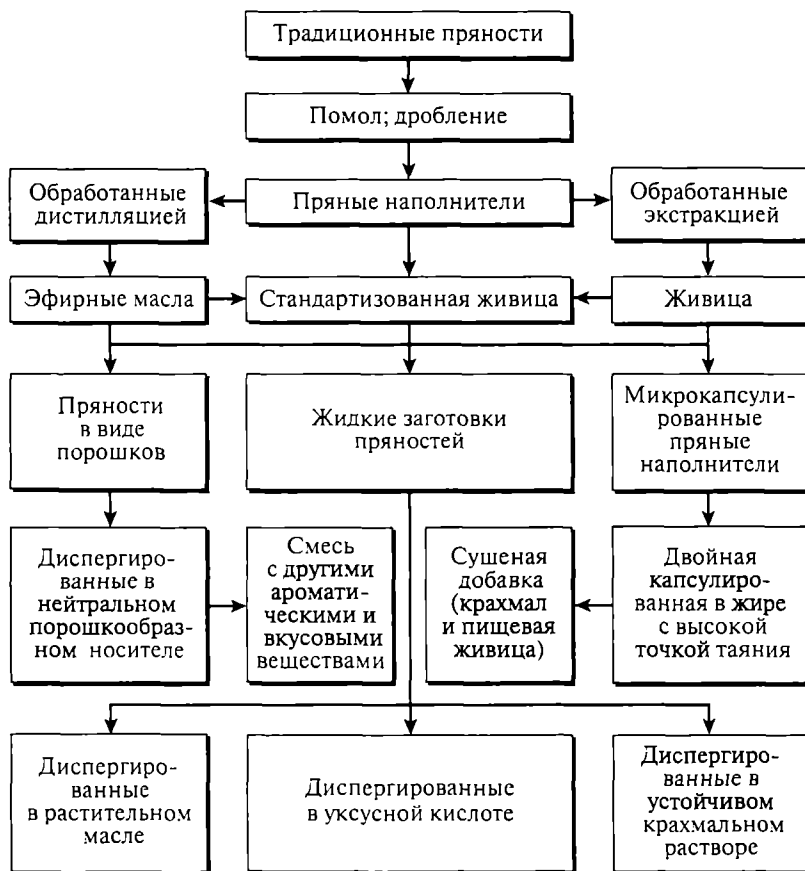 Традиционные пряности
Помол; дробление
Обработанные
дистилляцией
Пряные наполнители
Обработанные
экстракцией
Эфирные масла
Стандартизованная живица
Живица
Пряности
в виде
порошков
Жидкие заготовки
пряностей
Микрокапсули-
рованные
пряные
наполнители
Диспергиро-
ванные в
нейтральном
порошкообраз-
ном носителе
Смесь
с другими
аромати-
ческими и
вкусовыми
веществами
Сушеная
добавка
(крахмал
и пищевая
живица)
Двойная
капсулиро-
ванная в жире
с высокой
точкой таяния
Диспергиро-
ванные
в растительном
масле
Диспергированные
в уксусной кислоте
Диспергиро-
ванные в
устойчивом
крахмальном
растворе